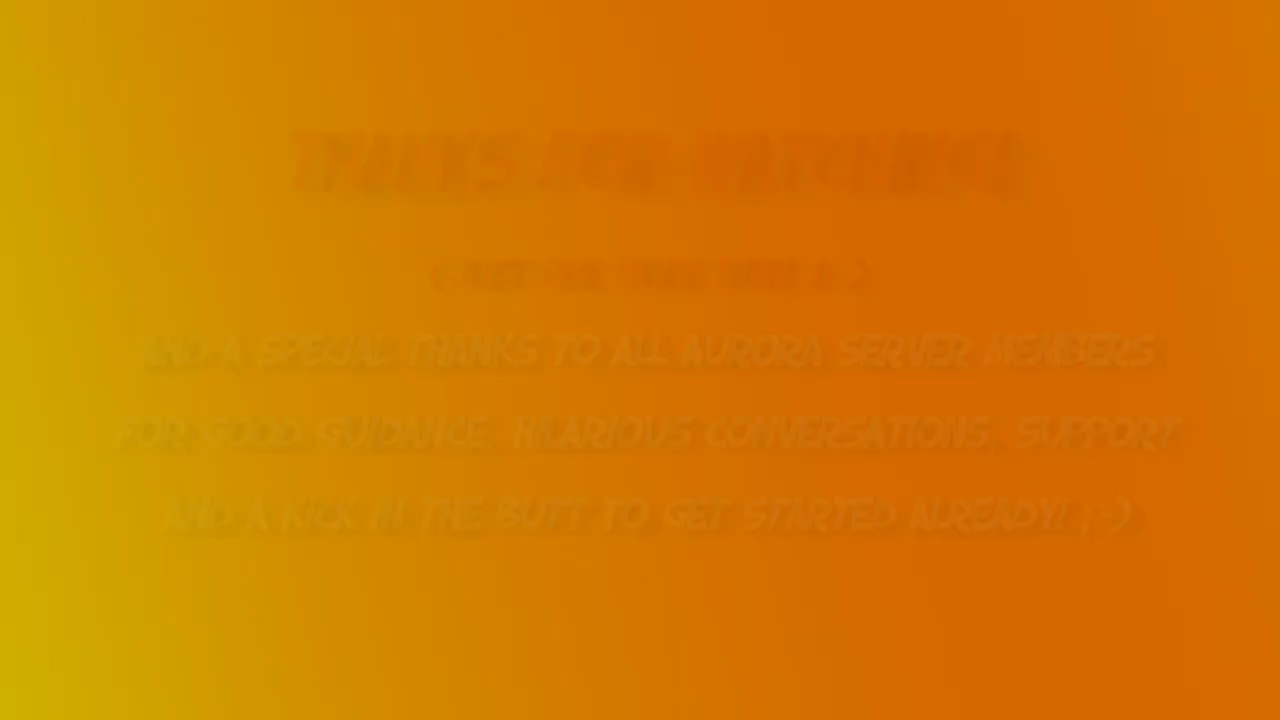 THANKS FOR WATCHING!
AND A SPECIAL THANKS TO ALL AURORA SERVER MEMBERS
FOR GOOD GUIDANCE, HILARIOUS CONVERSATIONS, SUPPORT
AND A KICK IN THE BUTT TO GET STARTED ALREADY! ;-)